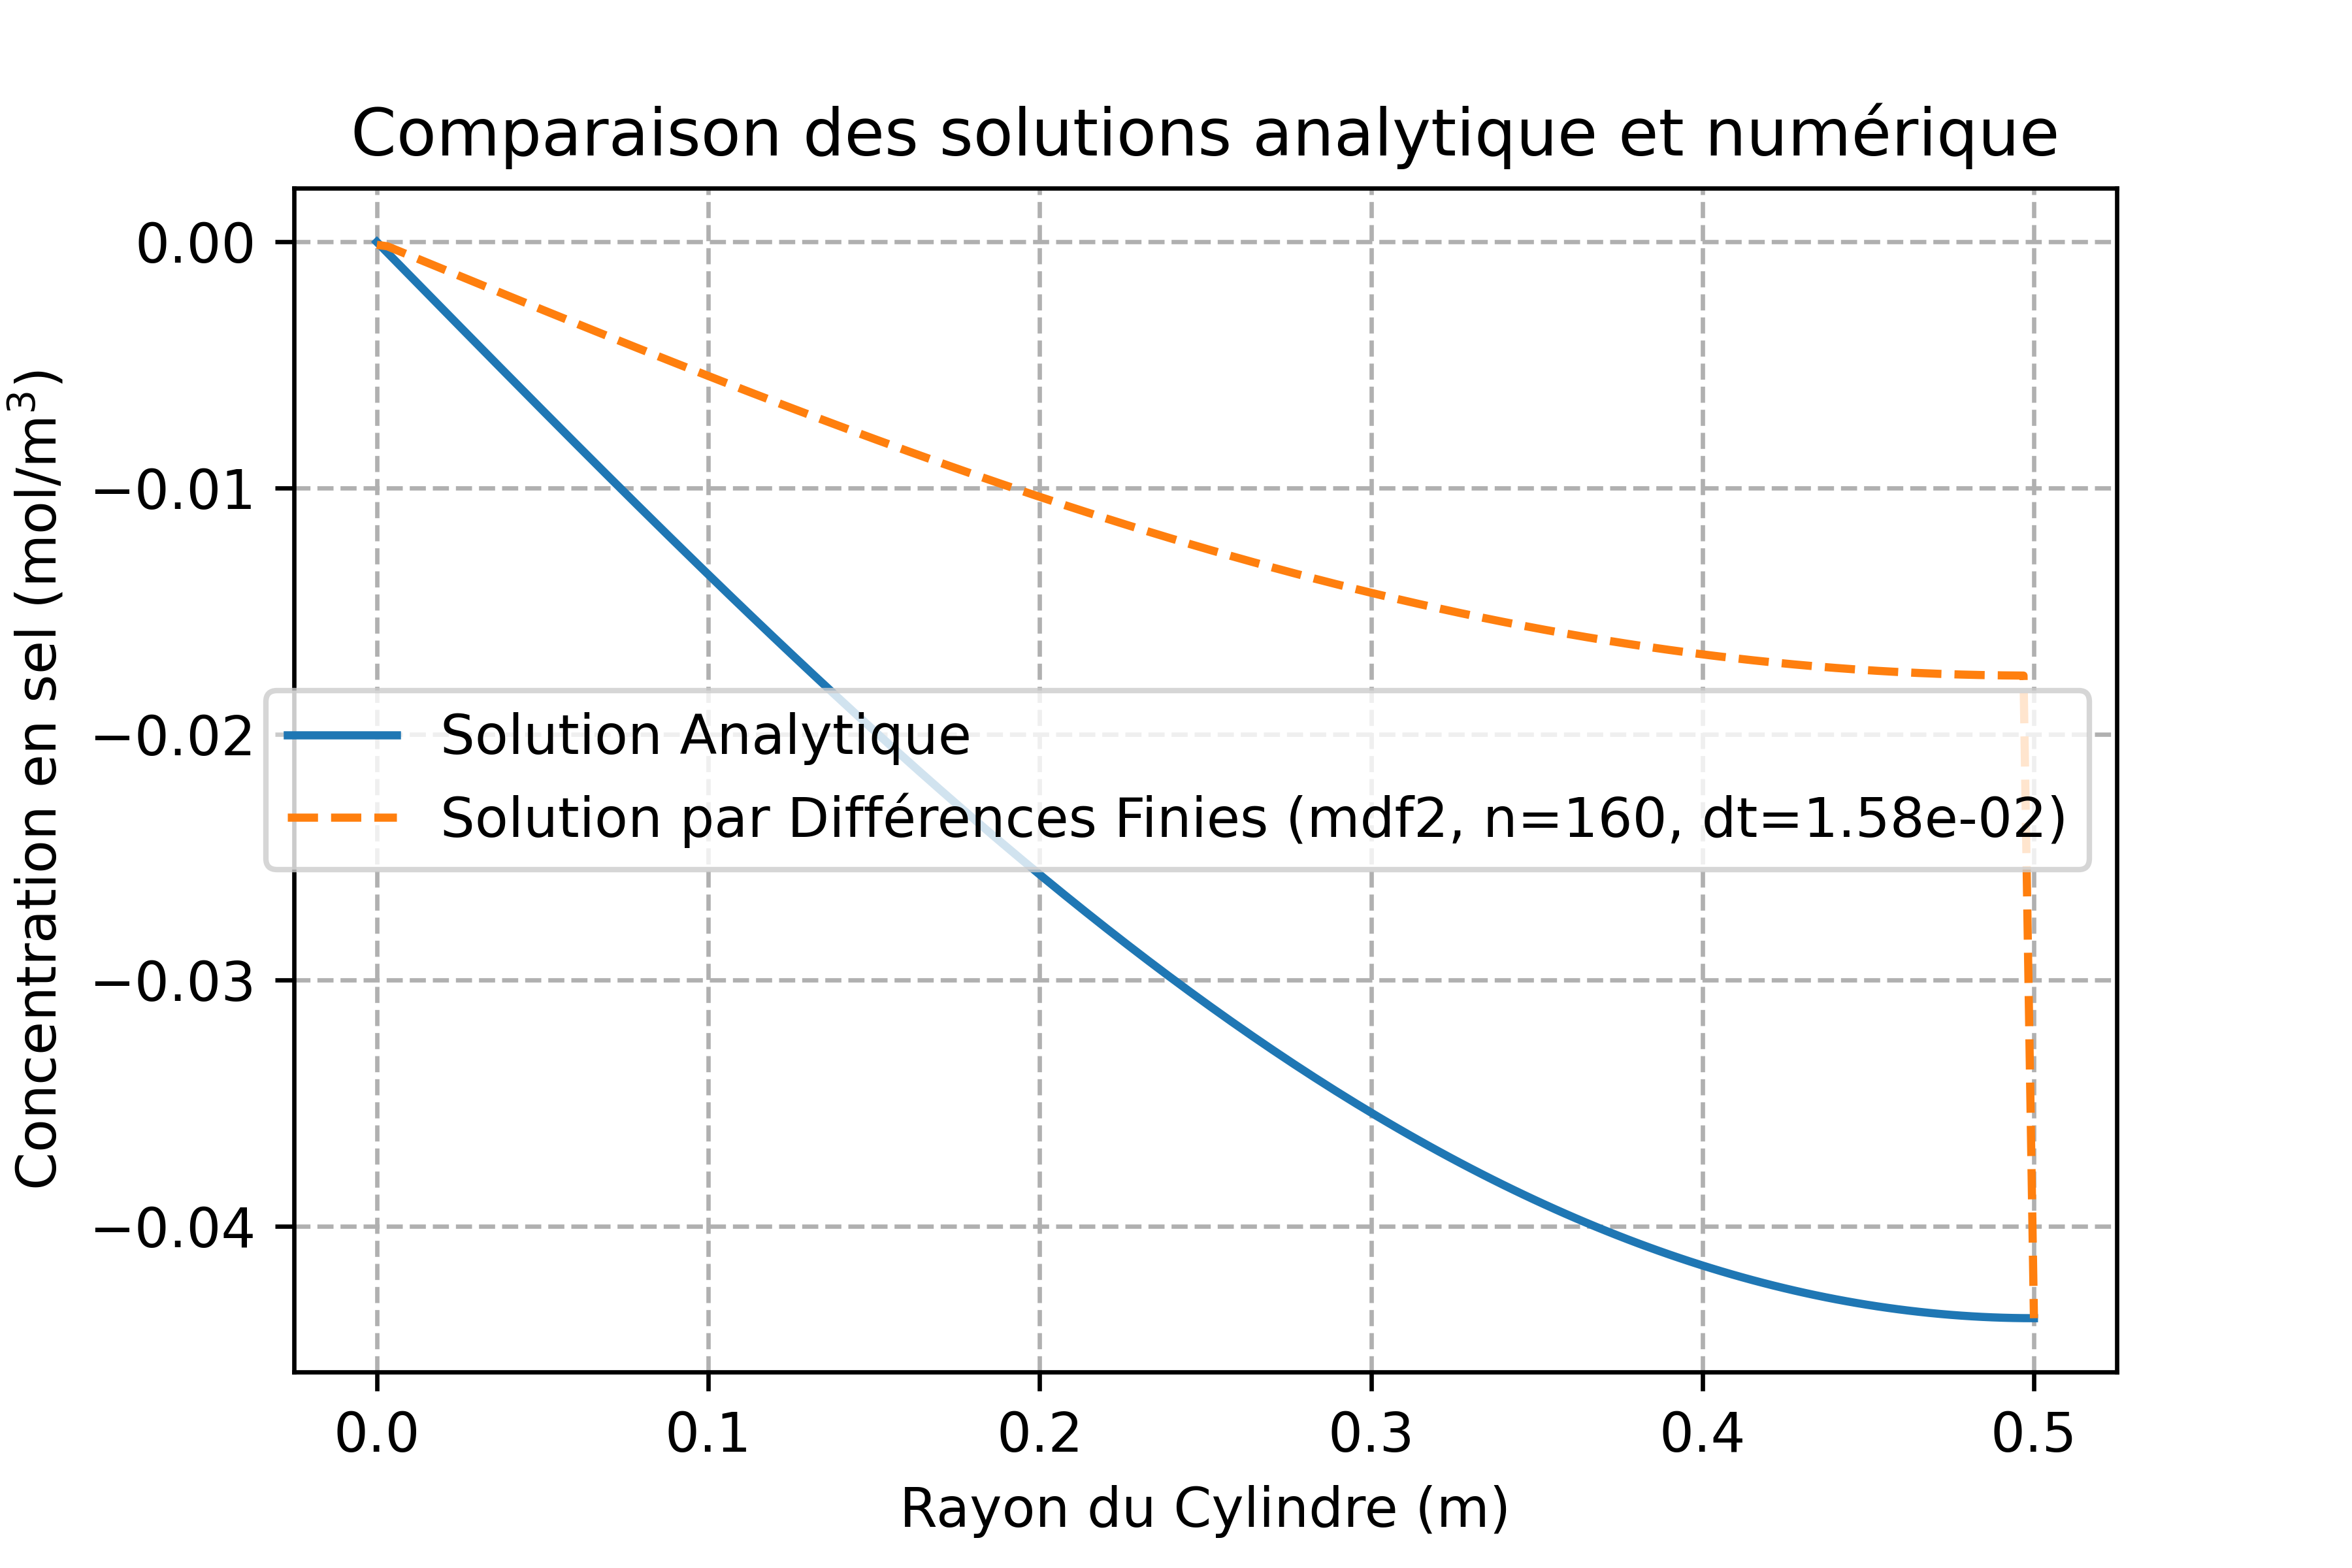 Comparaison des solutions analytique et numérique
Concentration en sel (mol/m³)
0.00
−0.01
−0.02
−0.03
−0.04
Solution Analytique
Solution par Différences Finies (mdf2, n=160, dt=1.58e-02)
0.0 0.1 0.2 0.3 0.4 0.5
Rayon du Cylindre (m)